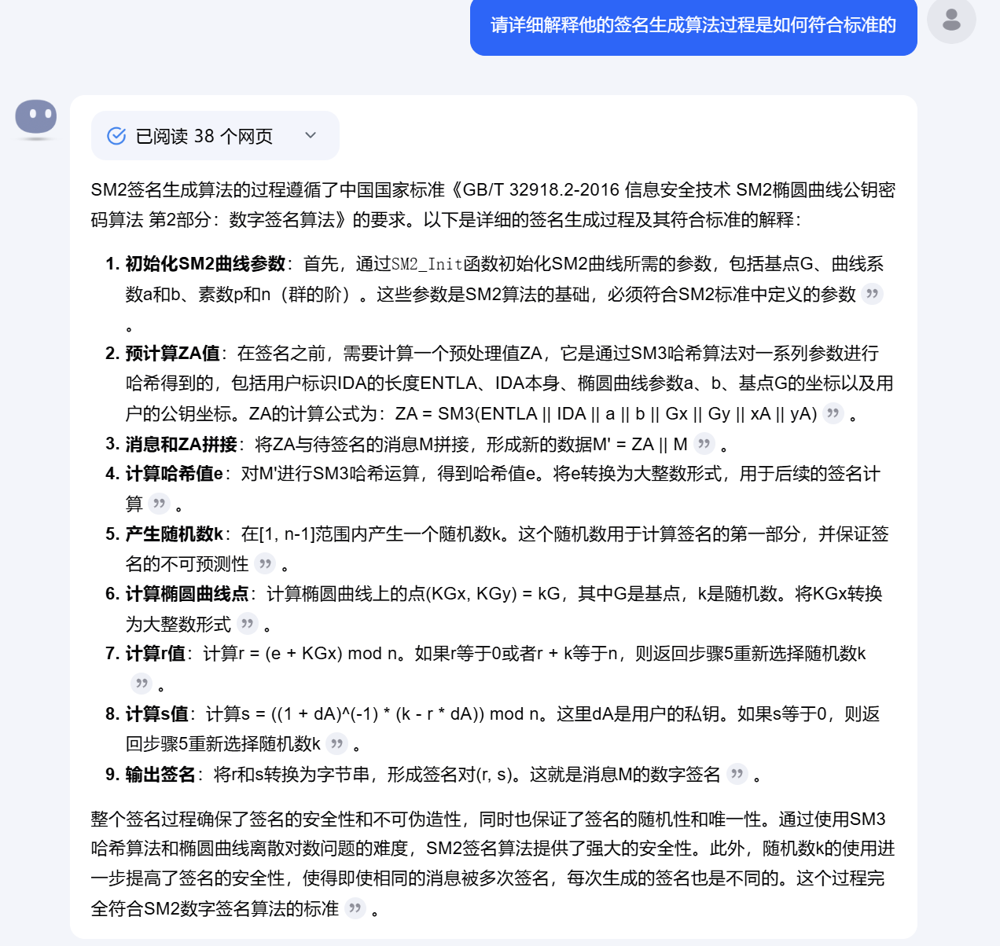 请详细解释他的签名生成算法过程是如何符合标准的
已阅读 38 个网页
SM2签名生成算法的过程遵循了中国国家标准《GB/T 32918.2-2016 信息安全技术 SM2椭圆曲线公钥密
码算法 第2部分：数字签名算法》的要求。以下是详细的签名生成过程及其符合标准的解释：
1. 初始化SM2曲线参数：首先，通过SM2_Init函数初始化SM2曲线所需的参数，包括基点G、曲线系
数a和b、素数p和n（群的阶）。这些参数是SM2算法的基础，必须符合SM2标准中定义的参数 ”
。
2. 预计算ZA值：在签名之前，需要计算一个预处理值ZA，它是通过SM3哈希算法对一系列参数进行
哈希得到的，包括用户标识IDA的长度ENTLA、IDA本身、椭圆曲线参数a、b、基点G的坐标以及用
户的公钥坐标。ZA的计算公式为：ZA = SM3(ENTLA || IDA || a || b || Gx || Gy || xA || yA) ” 。
3. 消息和ZA拼接：将ZA与待签名的消息M拼接，形成新的数据M' = ZA || M ” 。
4. 计算哈希值e：对M'进行SM3哈希运算，得到哈希值e。将e转换为大整数形式，用于后续的签名计
算 ” 。
5. 产生随机数k：在[1, n-1]范围内产生一个随机数k。这个随机数用于计算签名的第一部分，并保证签
名的不可预测性 ” 。
6. 计算椭圆曲线点：计算椭圆曲线上的点(KGx, KGy) = kG，其中G是基点，k是随机数。将KGx转换
为大整数形式 ” 。
7. 计算r值：计算r = (e + KGx) mod n。如果r等于0或者r + k等于n，则返回步骤5重新选择随机数k
” 。
8. 计算s值：计算s = ((1 + dA)^(-1) * (k - r * dA)) mod n。这里dA是用户的私钥。如果s等于0，则返
回步骤5重新选择随机数k ” 。
9. 输出签名：将r和s转换为字节串，形成签名对(r, s)。这就是消息M的数字签名 ” 。
整个签名过程确保了签名的安全性和不可伪造性，同时也保证了签名的随机性和唯一性。通过使用SM3
哈希算法和椭圆曲线离散对数问题的难度，SM2签名算法提供了强大的安全性。此外，随机数k的使用进
一步提高了签名的安全性，使得即使相同的消息被多次签名，每次生成的签名也是不同的。这个过程完
全符合SM2数字签名算法的标准 ” 。